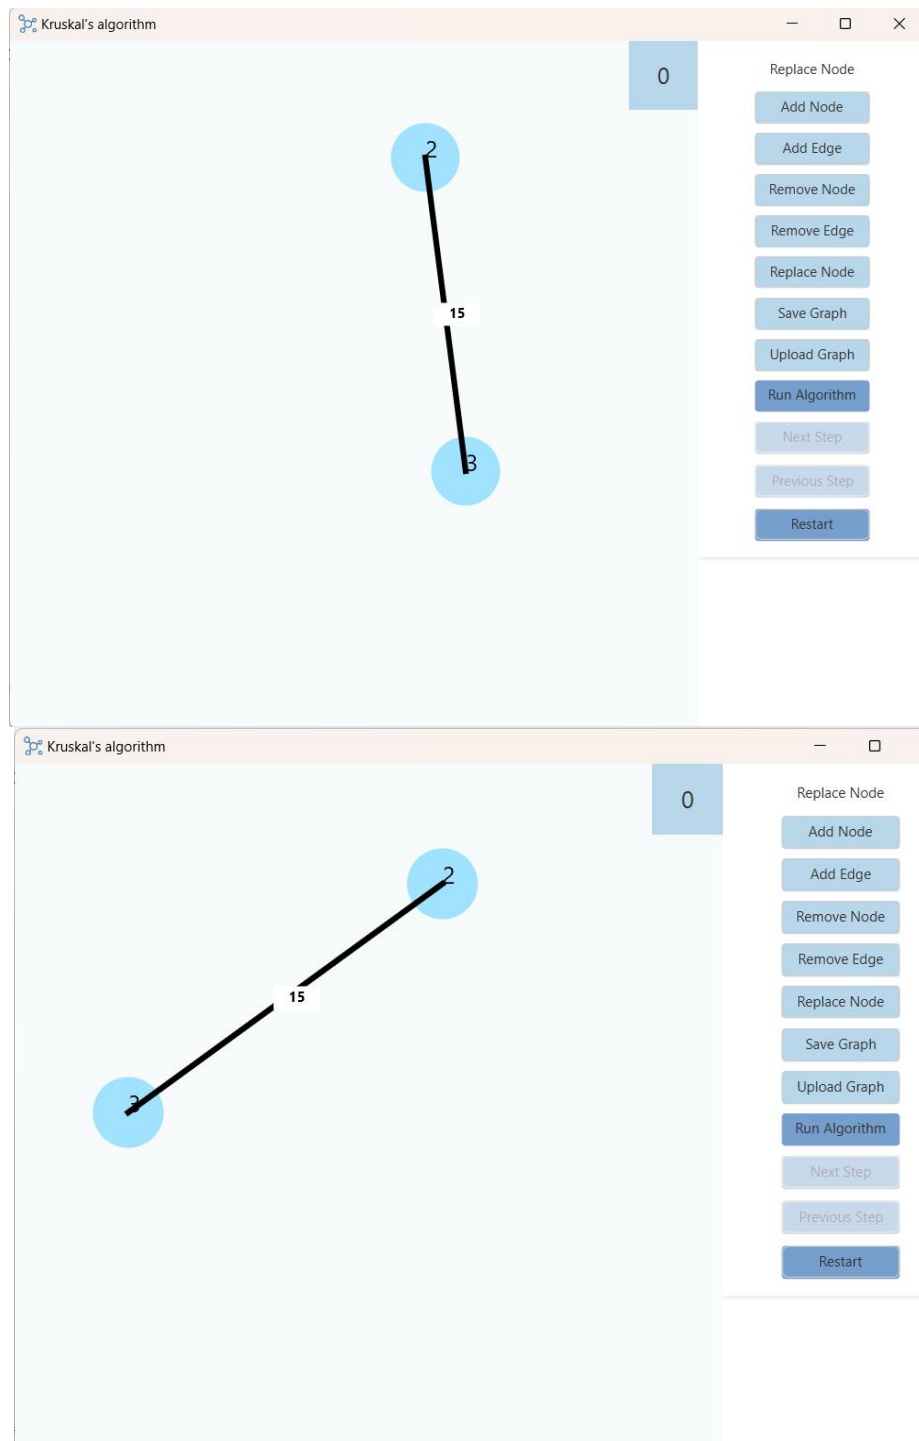 Kruskal's algorithm
0
Replace Node
Add Node
2
Add Edge
Remove Node
Remove Edge
Replace Node
15
Save Graph
Upload Graph
Run Algorithm
Next Step
3
Previous Step
Restart
Kruskal's algorithm
0
Replace Node
Add Node
2
Add Edge
Remove Node
Remove Edge
15
Replace Node
Save Graph
Upload Graph
3
Run Algorithm
Next Step
Previous Step
Restart